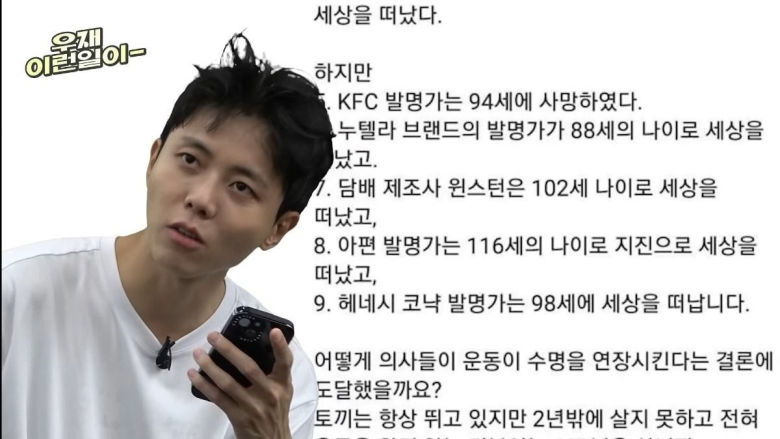 우째
이런일이~
세상을 떠났다.
하지만
. KFC 발명가는 94세에 사망하였다.
누텔라 브랜드의 발명가가 88세의 나이로 세상을
났고.
7. 담배 제조사 윈스턴은 102세 나이로 세상을
떠났고,
8. 아편 발명가는 116세의 나이로 지진으로 세상을
떠났고,
9. 헤네시 코냑 발명가는 98세에 세상을 떠납니다.
어떻게 의사들이 운동이 수명을 연장시킨다는 결론에
도달했을까요?
토끼는 항상 뛰고 있지만 2년밖에 살지 못하고 전혀